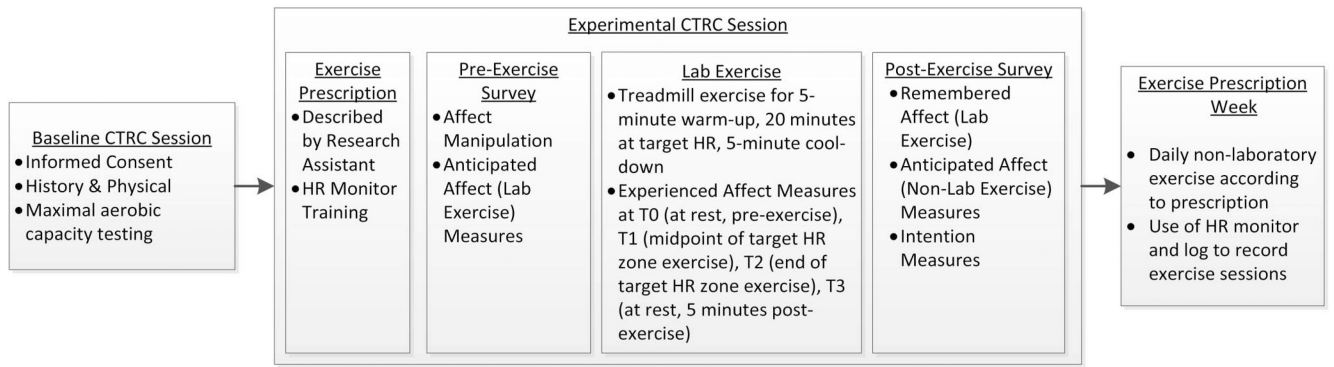 Experimental CTRC Session
Baseline CTRC Session
●Informed Consent
●History & Physical
●Maximal aerobic
capacity testing
Exercise
Prescription
●Described
by Research
Assistant
●HR Monitor
Training
Pre-Exercise
Survey
●Affect
Manipulation
●Anticipated
Affect (Lab
Exercise)
Measures
Lab Exercise
●Treadmill exercise for 5-
minute warm-up, 20 minutes
at target HR, 5-minute cool-
down
●Experienced Affect Measures
at T0 (at rest, pre-exercise),
T1 (midpoint of target HR
zone exercise), T2 (end of
target HR zone exercise), T3
(at rest, 5 minutes post-
exercise)
Post-Exercise Survey
●Remembered
Affect (Lab
Exercise)
●Anticipated Affect
(Non-Lab Exercise)
Measures
●Intention
Measures
Exercise Prescription
Week
● Daily non-laboratory
exercise according
to prescription
● Use of HR monitor
and log to record
exercise sessions